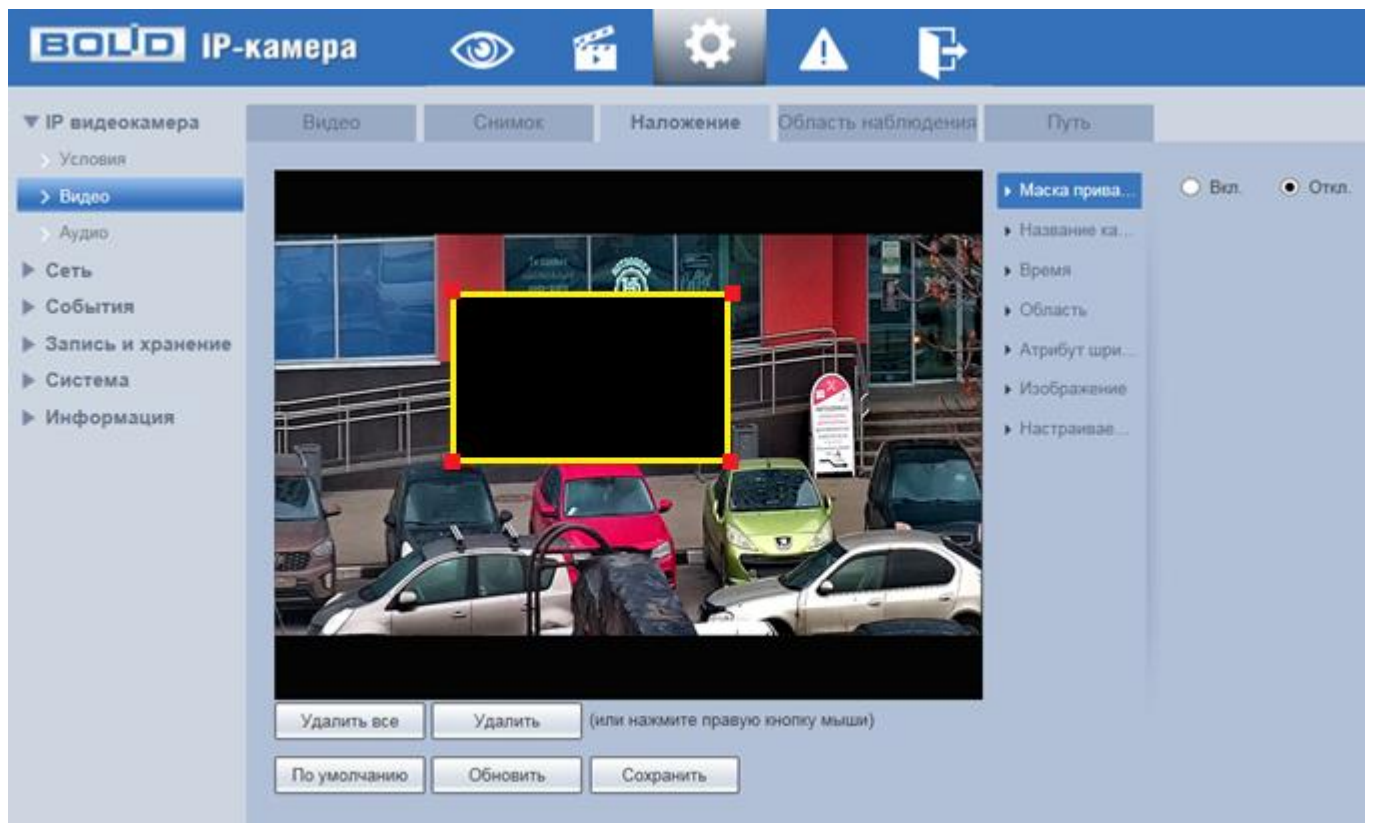 BOLID IP-камера
IP видеокамера
Условия
Видео
Аудио
Сеть
События
Запись и хранение
Система
Информация
Видео Снимок Наложение Область наблюдения Путь
Маска прива...
Название ка...
Время
Область
Атрибут шри...
Изображение
Настраивае...
Вкл. Откл.
Удалить все Удалить (или нажмите правую кнопку мыши)
По умолчанию Обновить Сохранить